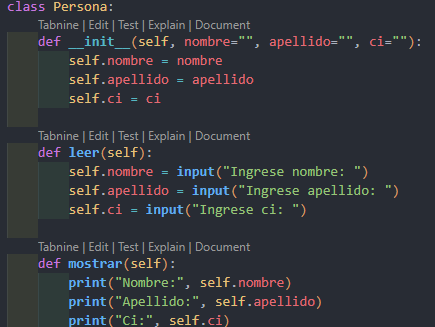 class Persona:
Tabnine | Edit | Test | Explain | Document
def __init__(self, nombre="", apellido="", ci=""):
self.nombre = nombre
self.apellido = apellido
self.ci = ci
Tabnine | Edit | Test | Explain | Document
def leer(self):
self.nombre = input("Ingrese nombre: ")
self.apellido = input("Ingrese apellido: ")
self.ci = input("Ingrese ci: ")
Tabnine | Edit | Test | Explain | Document
def mostrar(self):
print("Nombre:", self.nombre)
print("Apellido:", self.apellido)
print("Ci:", self.ci)